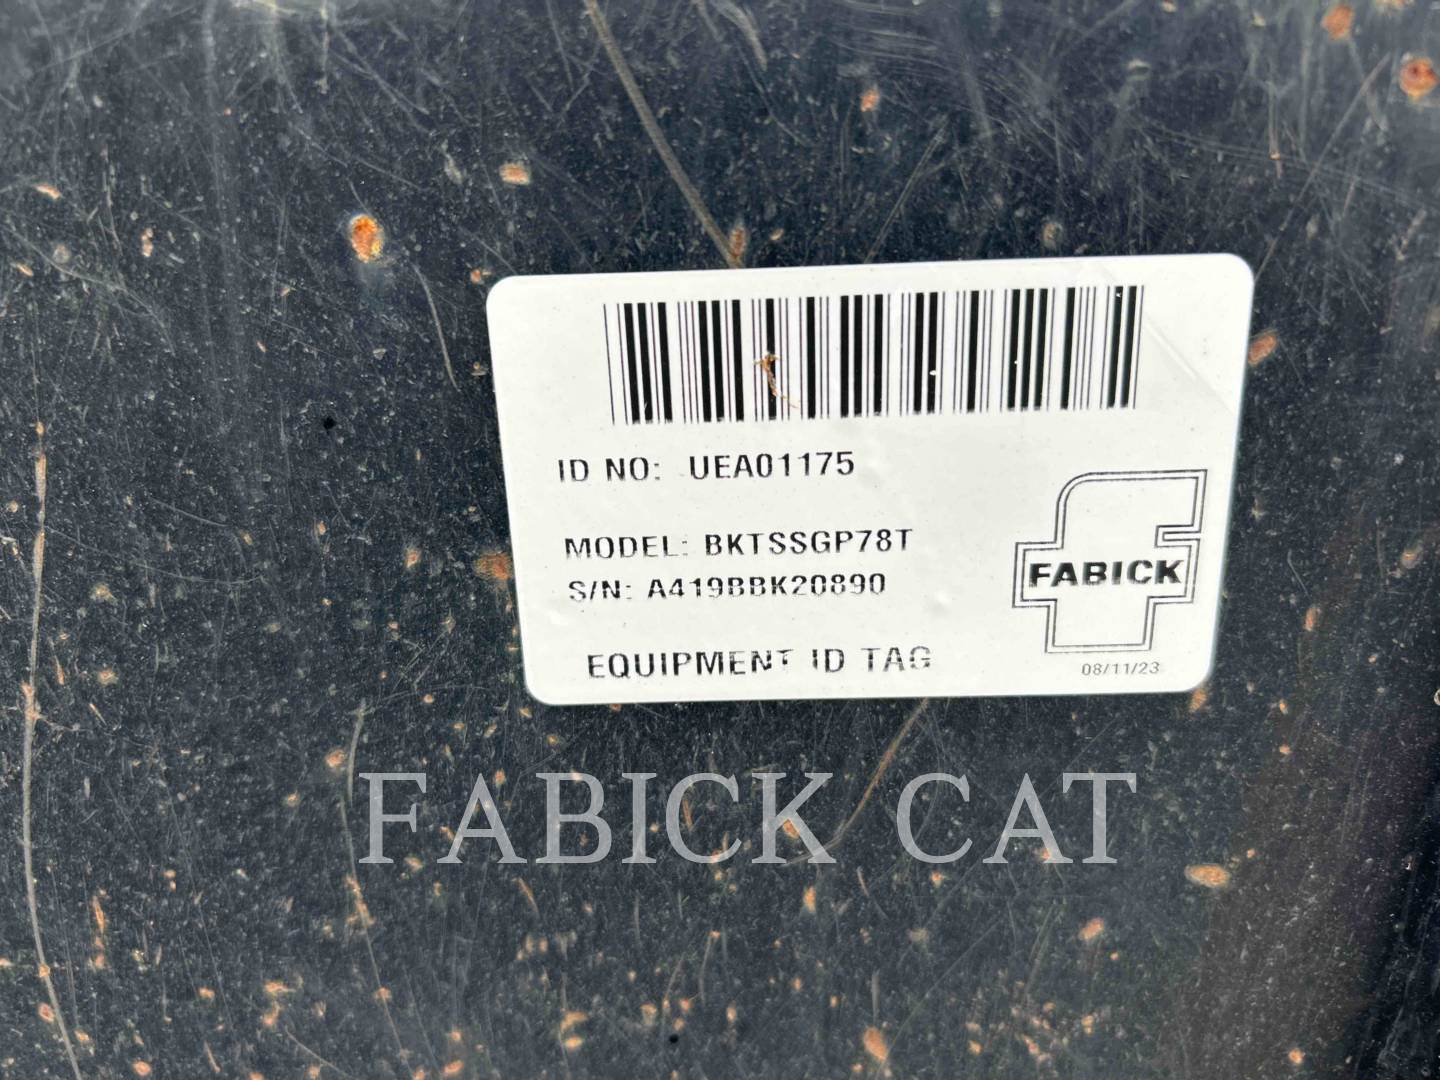 ID NO: UEA01175
MODEL: BKTSSGP78T
S/N: A419BBK20890
FABICK
EQUIPMENT ID TAG
08/11/23
FABICK CAT